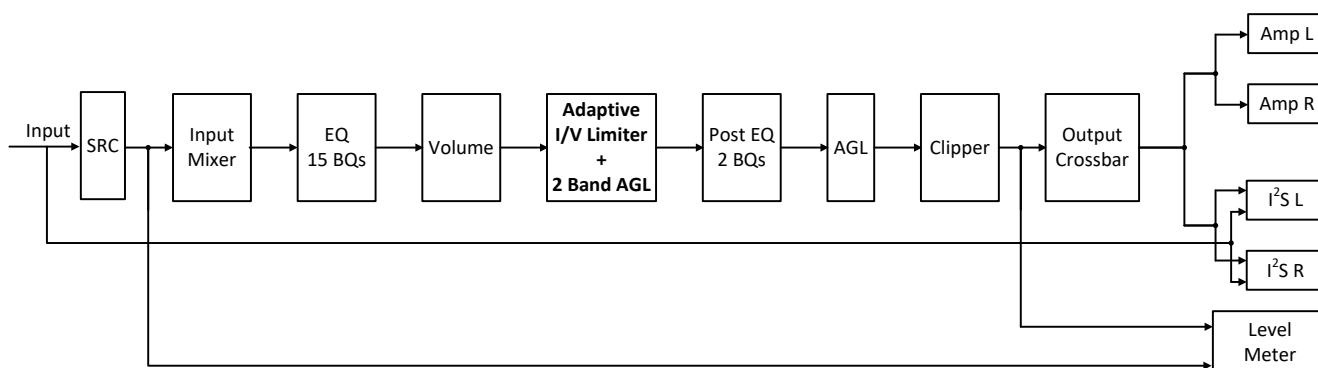 Input
SRC
Input
Mixer
EQ
15 BQs
Volume
Adaptive
I/V Limiter
+
2 Band AGL
Post EQ
2 BQs
AGL
Clipper
Output
Crossbar
Amp L
Amp R
I²S L
I²S R
Level
Meter